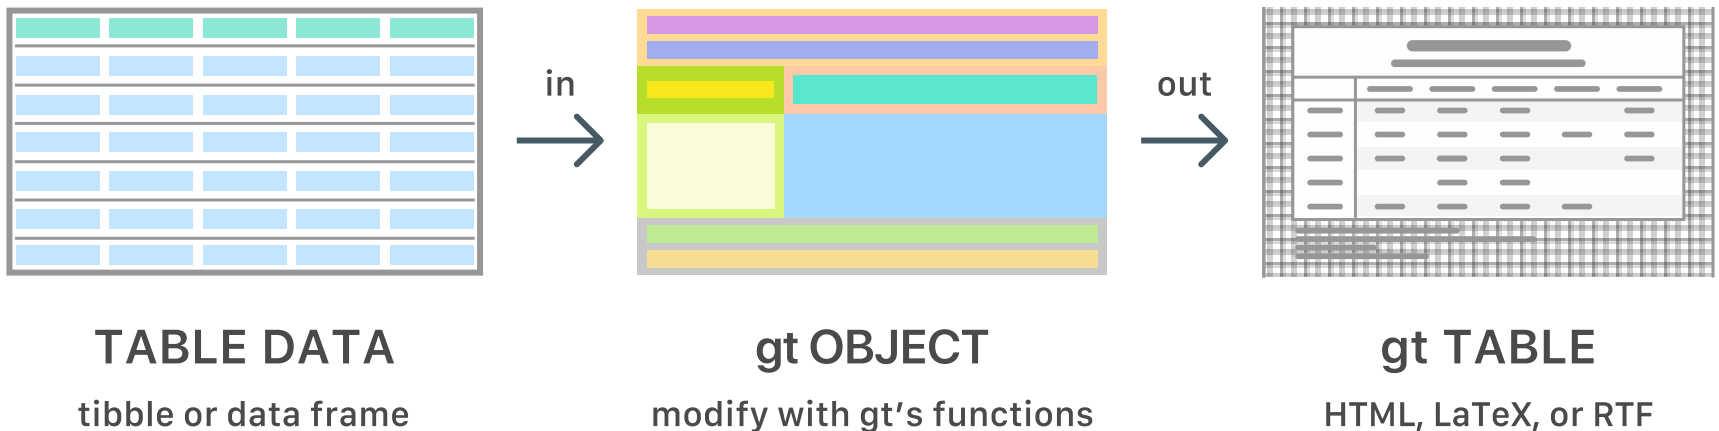 in
out
TABLE DATA
gt OBJECT
gt TABLE
tibble or data frame
modify with gt’s functions
HTML, LaTeX, or RTF